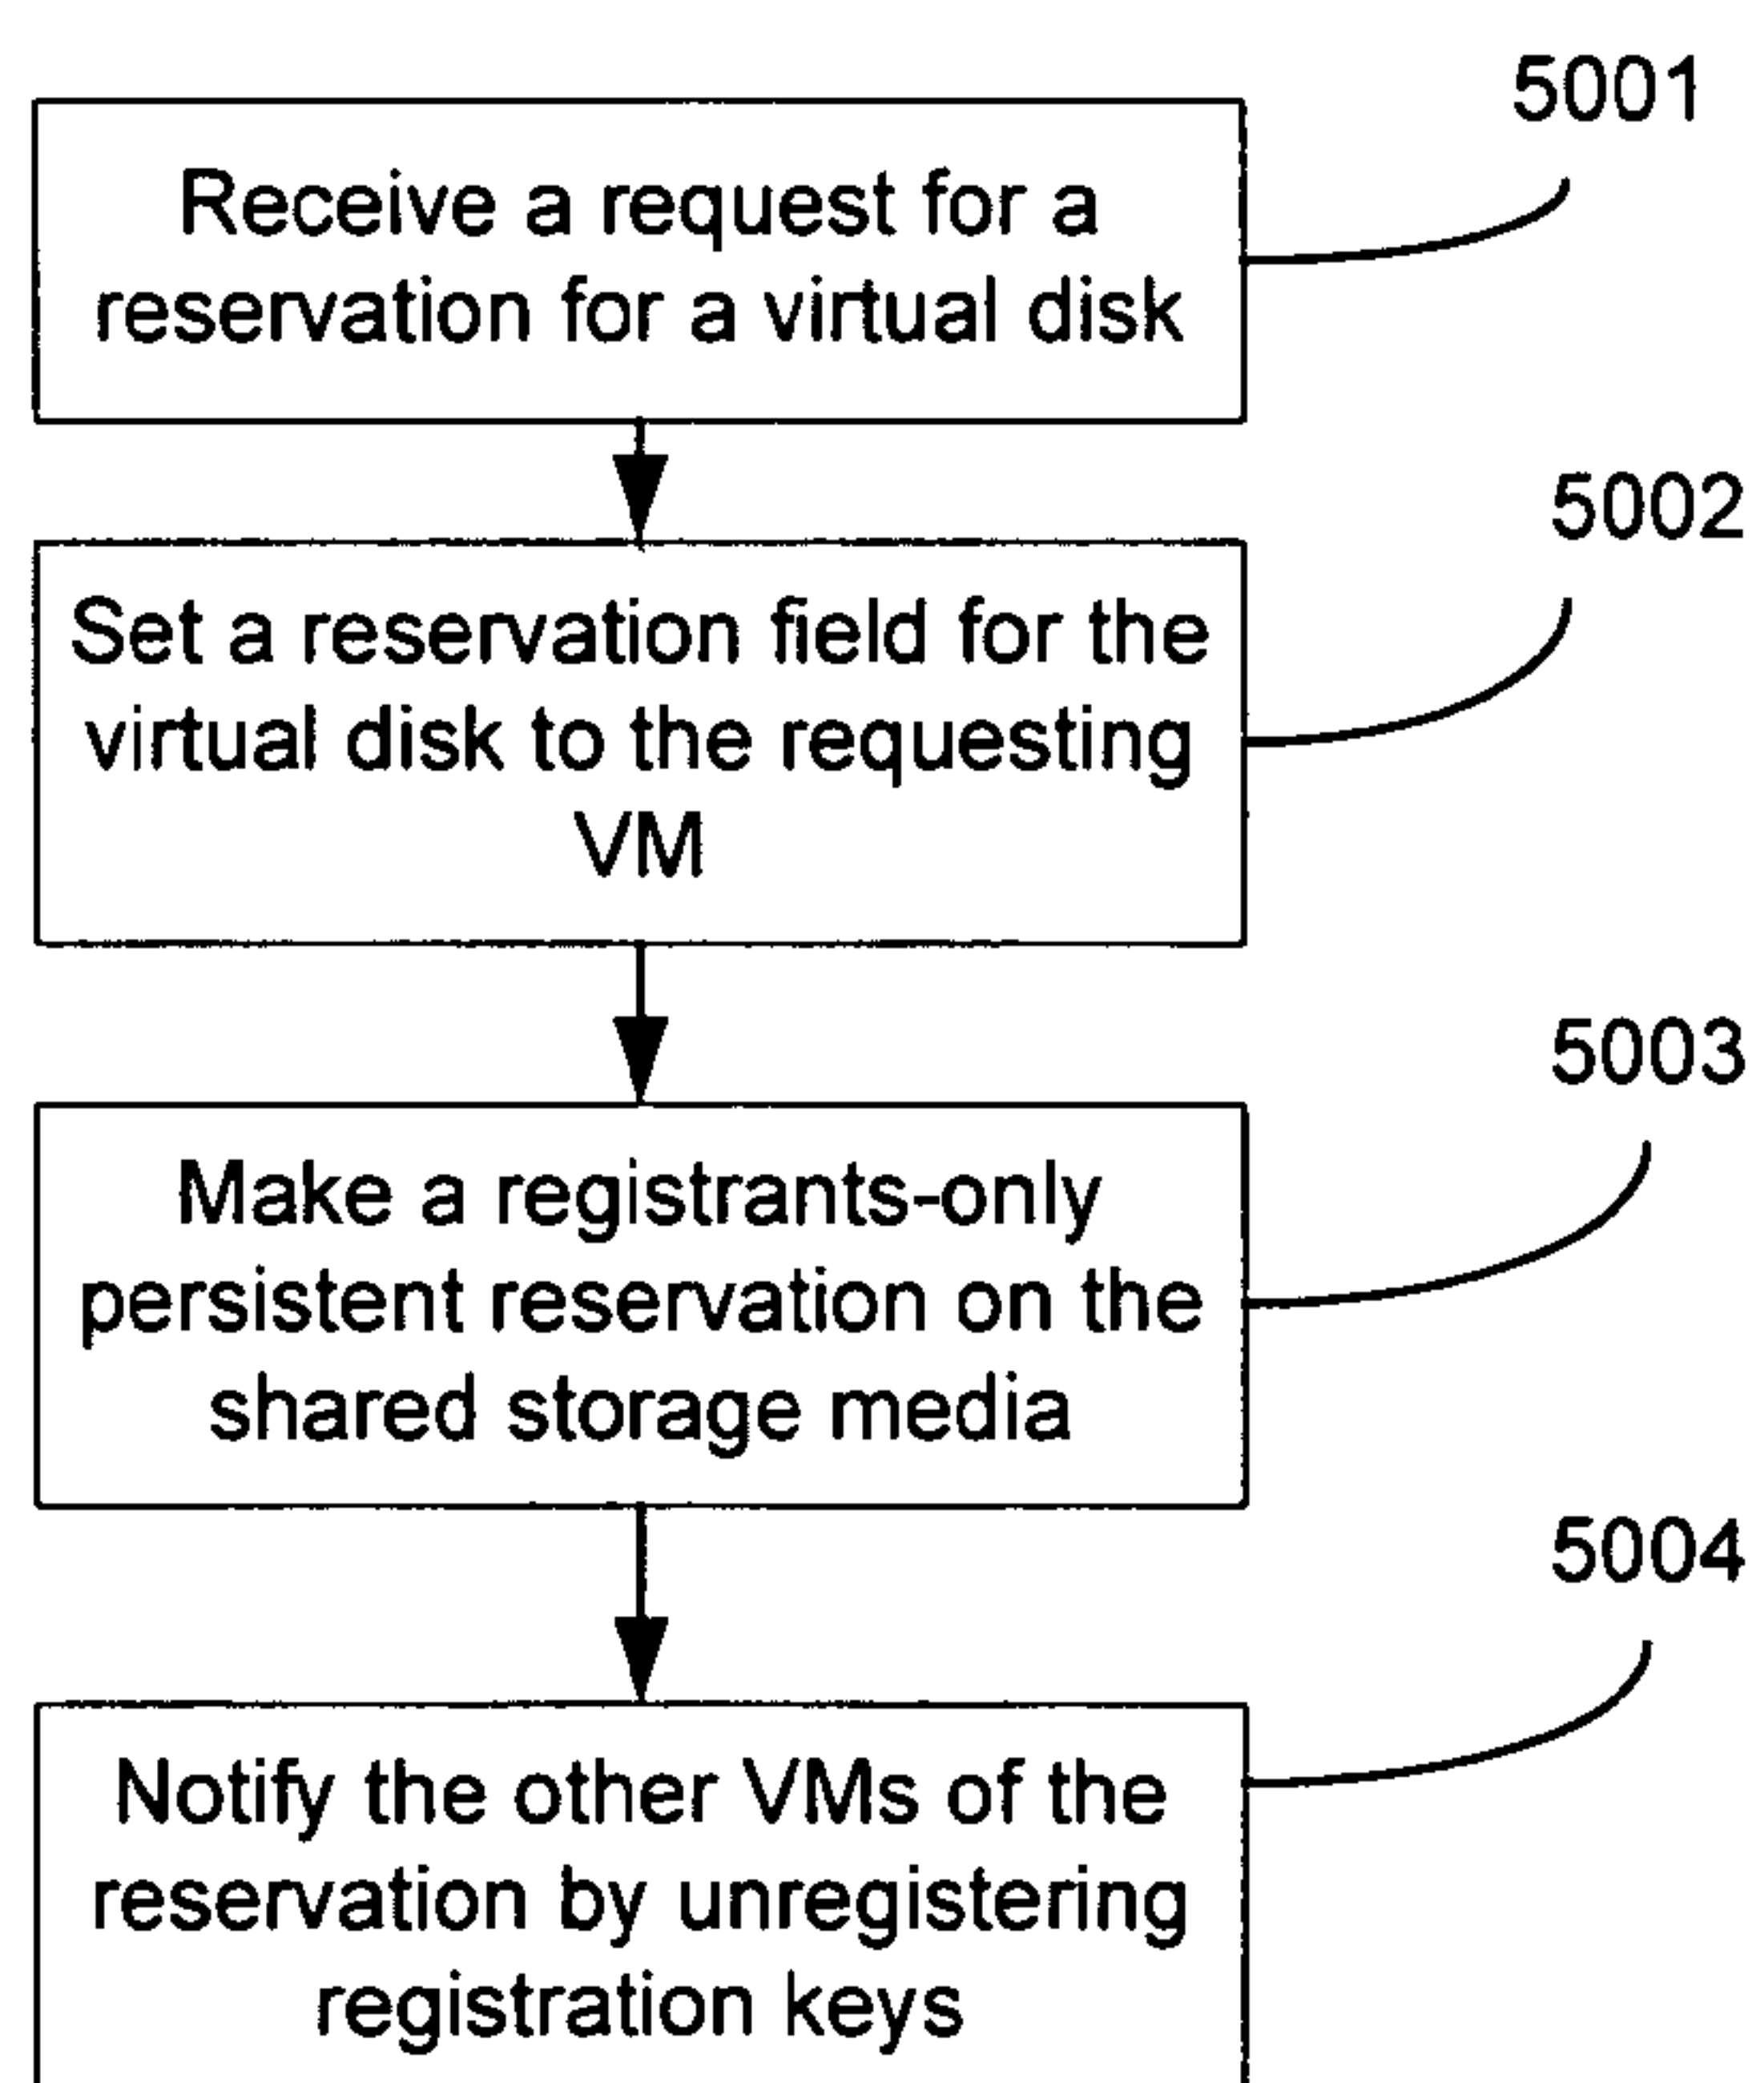 5001
Receive a request for a
reservation for a virtual disk
5002
Set a reservation field for the
virtual disk to the requesting
VM
5003
Make a registrants-only
persistent reservation on the
shared storage media
5004
Notify the other VMs of the
reservation by unregistering
registration keys